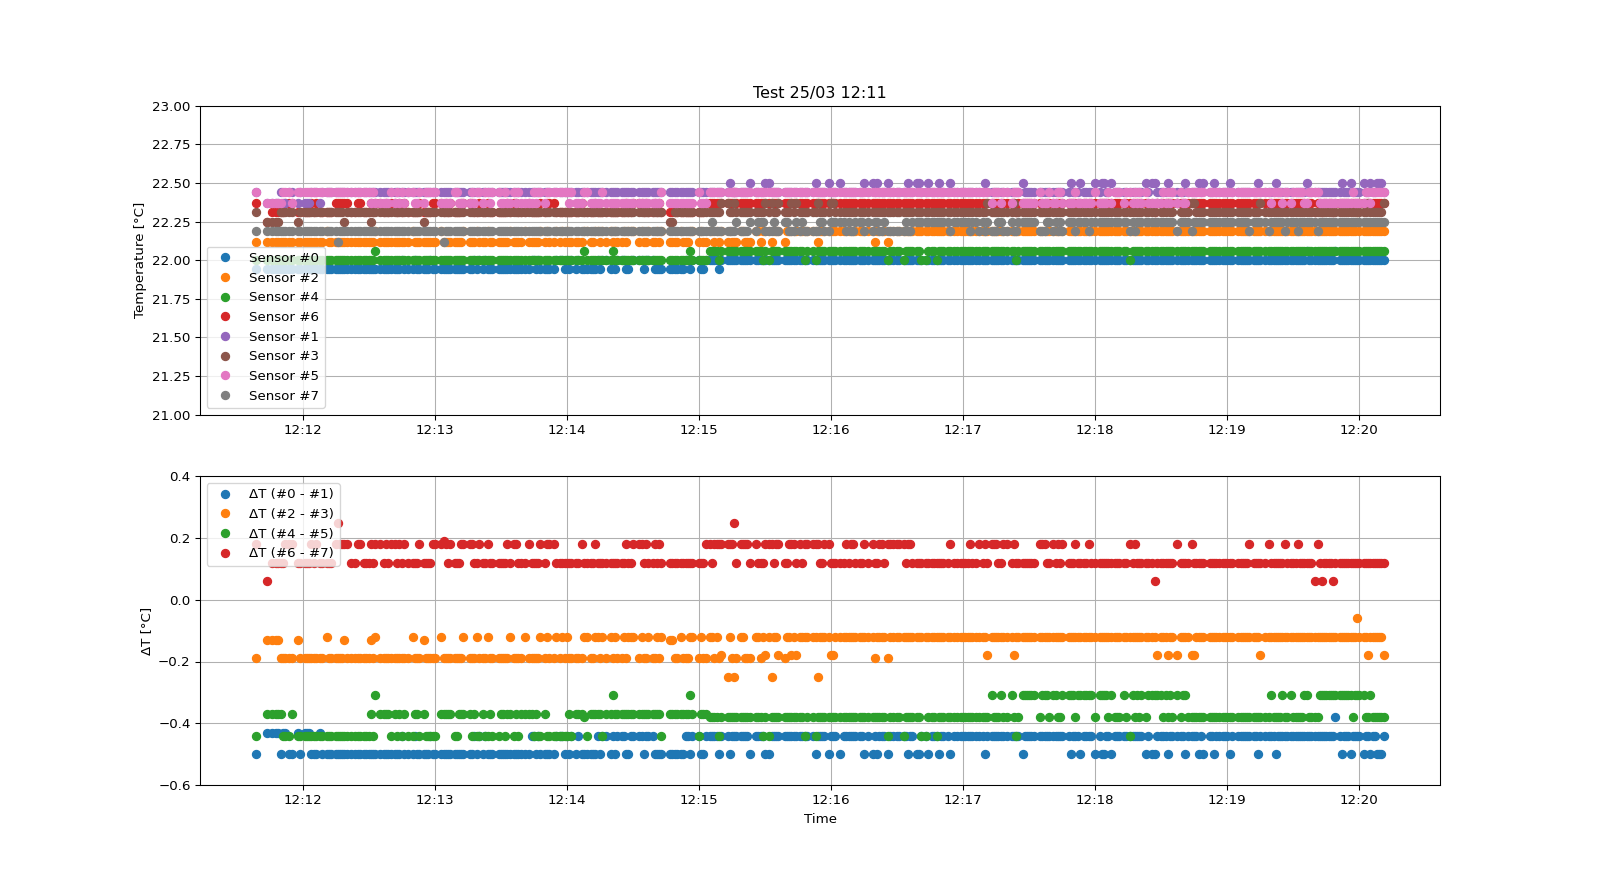 Test 25/03 12:11
23.00
22.75
22.50
22.25
22.00
21.75
21.50
21.25
21.00
Temperature [°C]
Sensor #0
Sensor #2
Sensor #4
Sensor #6
Sensor #1
Sensor #3
Sensor #5
Sensor #7
12:12 12:13 12:14 12:15 12:16 12:17 12:18 12:19 12:20
0.4
0.2
0.0
−0.2
−0.4
−0.6
ΔT [°C]
ΔT (#0 - #1)
ΔT (#2 - #3)
ΔT (#4 - #5)
ΔT (#6 - #7)
12:12 12:13 12:14 12:15 12:16 12:17 12:18 12:19 12:20
Time